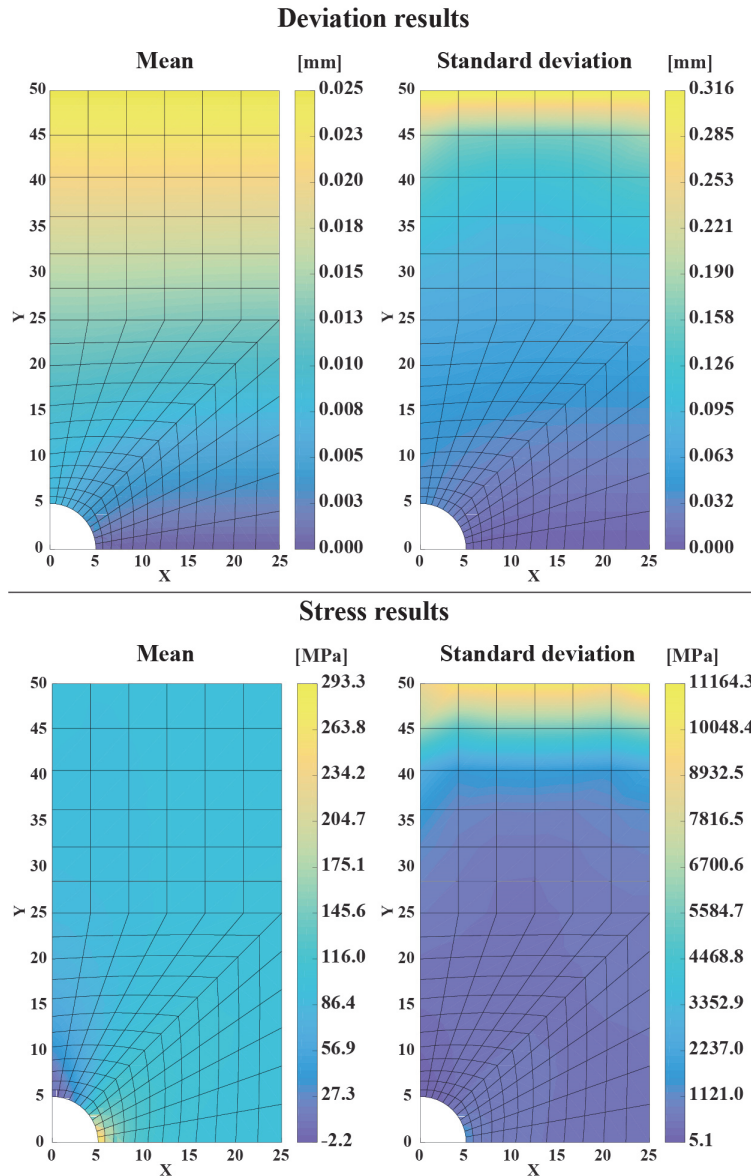 Deviation results
Mean [mm] Standard deviation [mm]
50 0.025 50 0.316
45 0.023 45 0.285
40 0.020 40 0.253
35 0.018 35 0.221
30 0.015 30 0.190
Y 25 0.013 Y 25 0.158
20 0.010 20 0.126
15 0.008 15 0.095
10 0.005 10 0.063
5 0.003 5 0.032
0 0.000 0 0.000
0 5 10 15 20 25 0 5 10 15 20 25
X X
Stress results
Mean [MPa] Standard deviation [MPa]
50 293.3 50 11164.3
45 263.8 45 10048.4
40 234.2 40 8932.5
35 204.7 35 7816.5
30 175.1 30 6700.6
Y 25 145.6 Y 25 5584.7
20 116.0 20 4468.8
15 86.4 15 3352.9
10 56.9 10 2237.0
5 27.3 5 1121.0
0 -2.2 0 5.1
0 5 10 15 20 25 0 5 10 15 20 25
X X